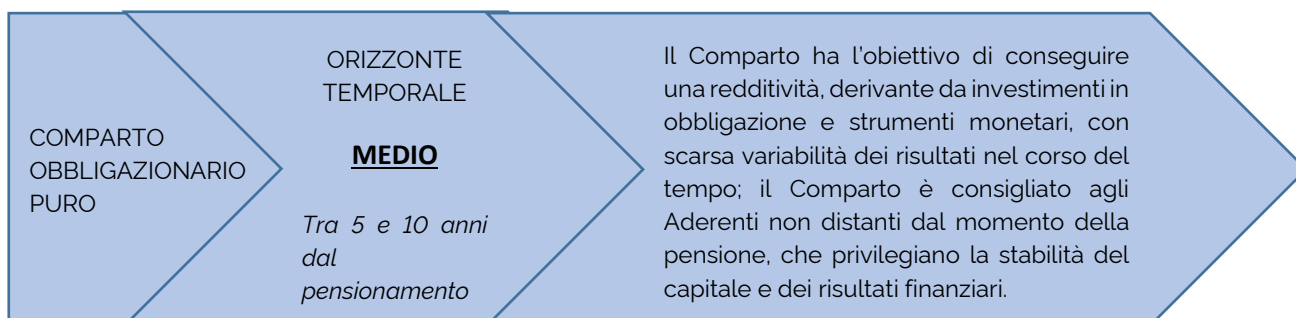 COMPARTO
OBBLIGAZIONARIO
PURO
ORIZZONTE
TEMPORALE
MEDIO
Tra 5 e 10 anni
dal
pensionamento
Il Comparto ha l'obiettivo di conseguire
una redditività, derivante da investimenti in
obbligazione e strumenti monetari, con
scarsa variabilità dei risultati nel corso del
tempo; il Comparto è consigliato agli
Aderenti non distanti dal momento della
pensione, che privilegiano la stabilità del
capitale e dei risultati finanziari.